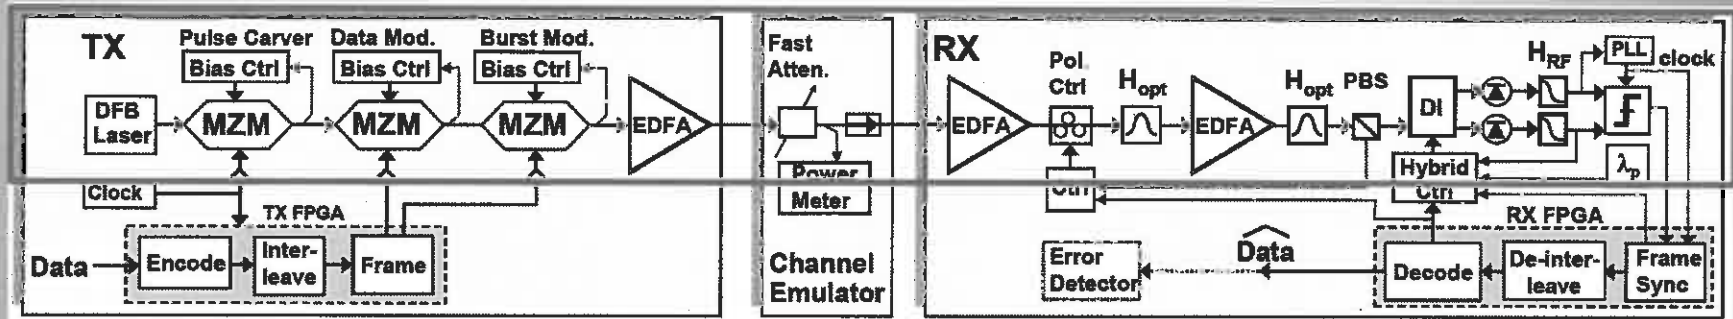 TX
Pulse Carver
Bias Ctrl
Data Mod.
Bias Ctrl
Burst Mod.
Bias Ctrl
DFB
Laser
MZM
MZM
MZM
EDFA
Clock
TX FPGA
Data
Encode
Inter-
leave
Frame
Fast
Atten.
Power
Meter
Channel
Emulator
RX
EDFA
Pol.
Ctrl
Hopt
EDFA
Hopt
PBS
DI
HRF
PLL
clock
Hybrid
Ctrl
λp
Ctrl
RX FPGA
Error
Detector
Data
Decode
De-inter-
leave
Frame
Sync